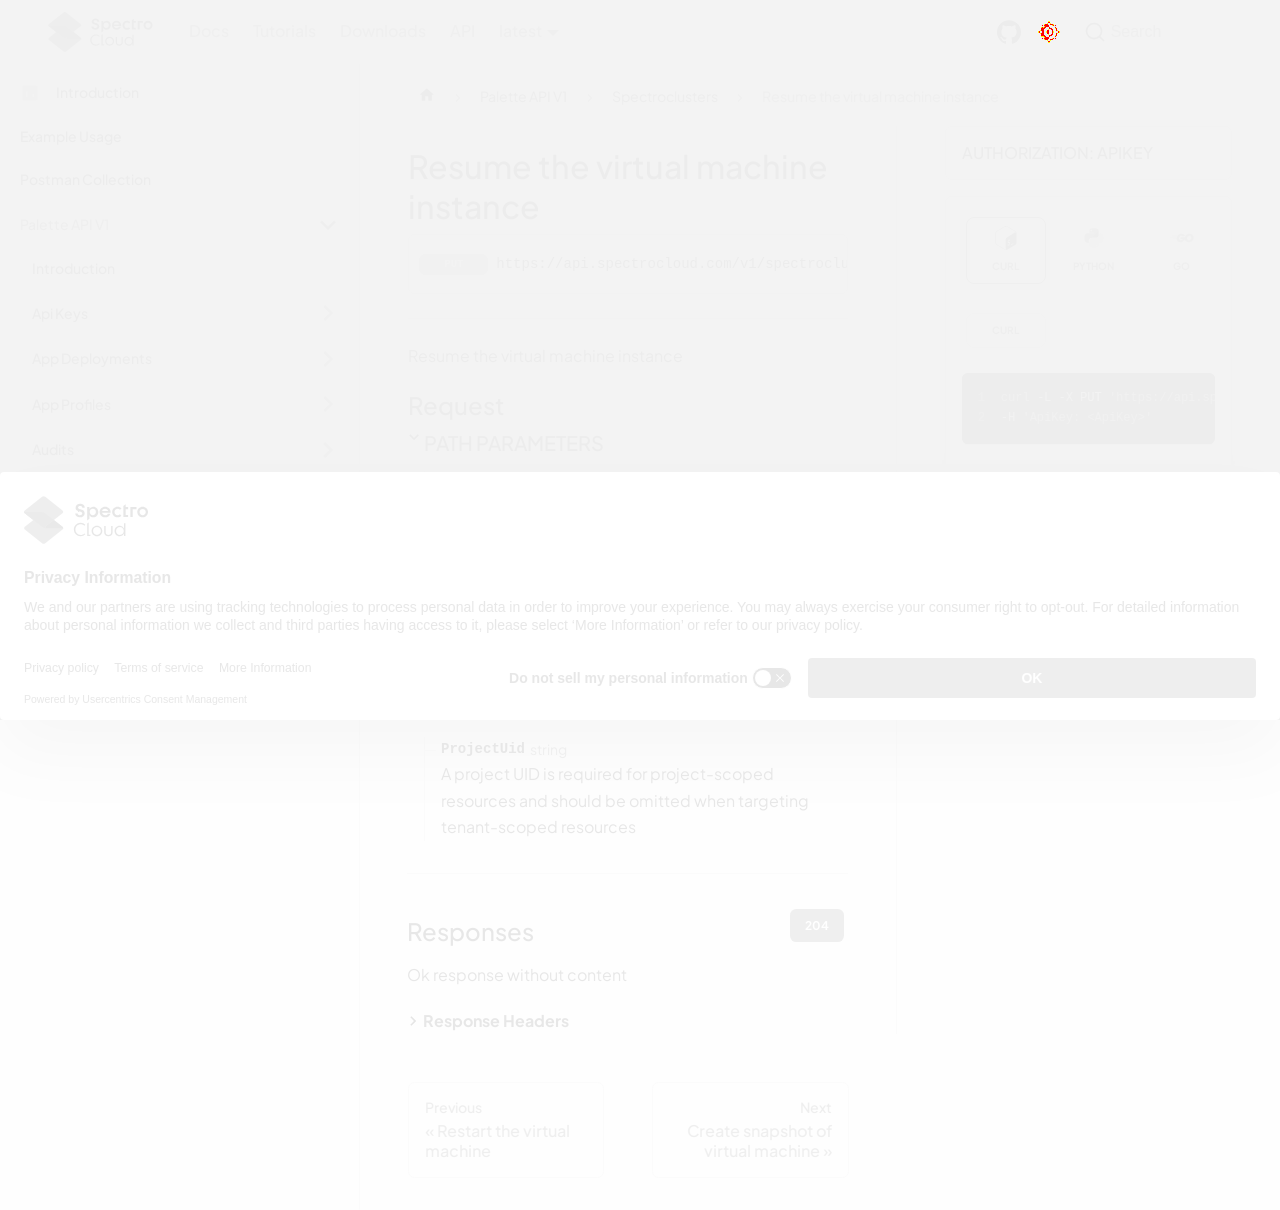 Spectro
Cloud
Docs
Tutorials
Downloads
API
latest
Search
Introduction
Example Usage
Postman Collection
Palette API V1
Introduction
Api Keys
App Deployments
App Profiles
Audits
Palette API V1
Spectroclusters
Resume the virtual machine instance
Resume the virtual machine
instance
https://api.spectrocloud.com/v1/spectroclu
Resume the virtual machine instance
Request
PATH PARAMETERS
AUTHORIZATION: APIKEY
CURL
PYTHON
GO
CURL
PUT
Spectro
Cloud
Privacy Information
We and our partners are using tracking technologies to process personal data in order to improve your experience. You may always exercise your consumer right to opt-out. For detailed information
about personal information we collect and third parties having access to it, please select ‘More Information’ or refer to our privacy policy.
Privacy policy
Terms of service
More Information
Powered by Usercentrics Consent Management
Do not sell my personal information
OK
ProjectUid string
A project UID is required for project-scoped
resources and should be omitted when targeting
tenant-scoped resources
Responses
204
Ok response without content
Response Headers
Previous
« Restart the virtual
machine
Next
Create snapshot of
virtual machine »